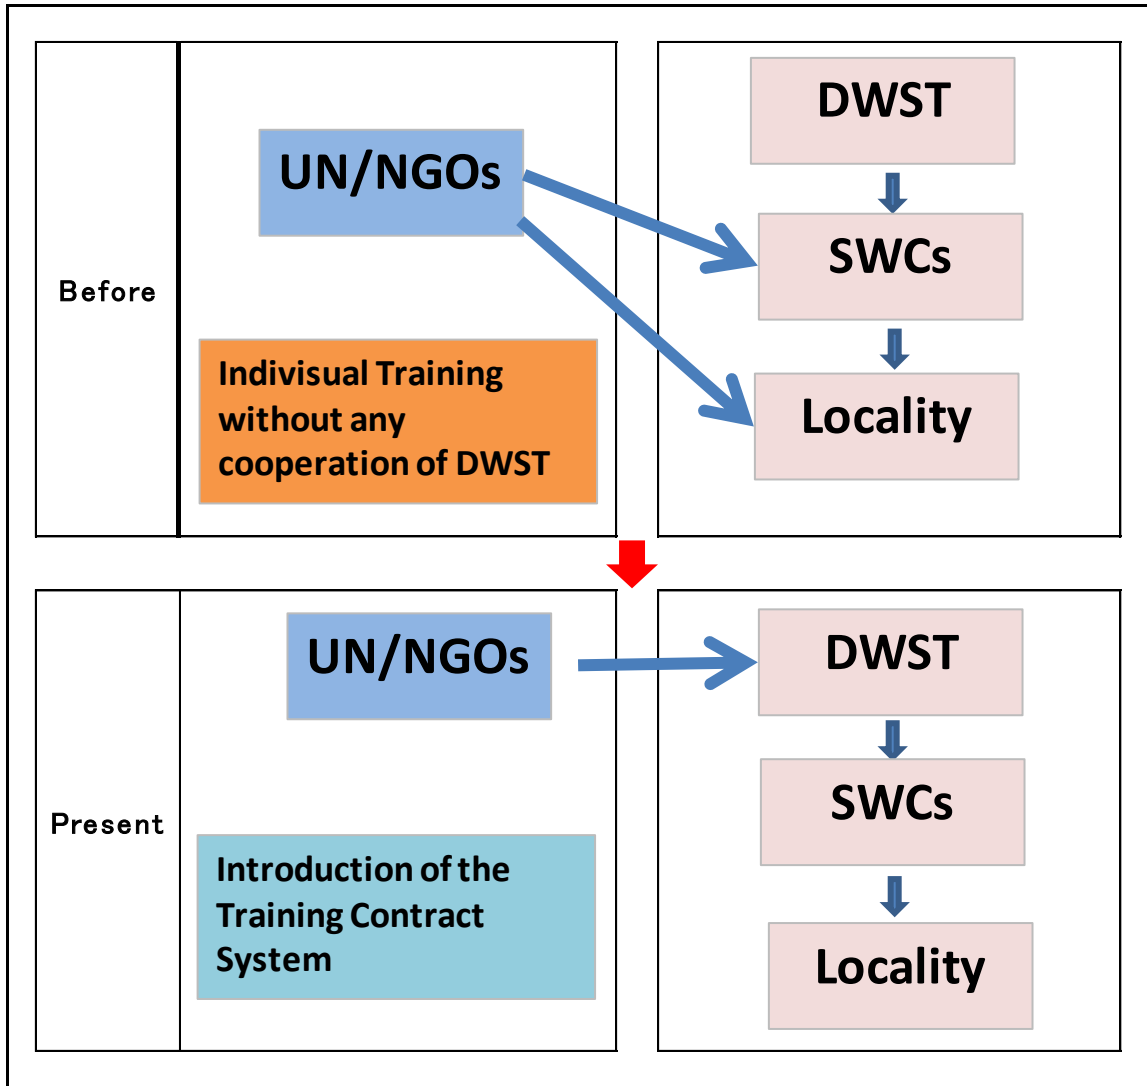 Before
UN/NGOs
Indivisual Training
without any
cooperation of DWST
DWST
SWCs
Locality
Present
UN/NGOs
Introduction of the
Training Contract
System
DWST
SWCs
Locality